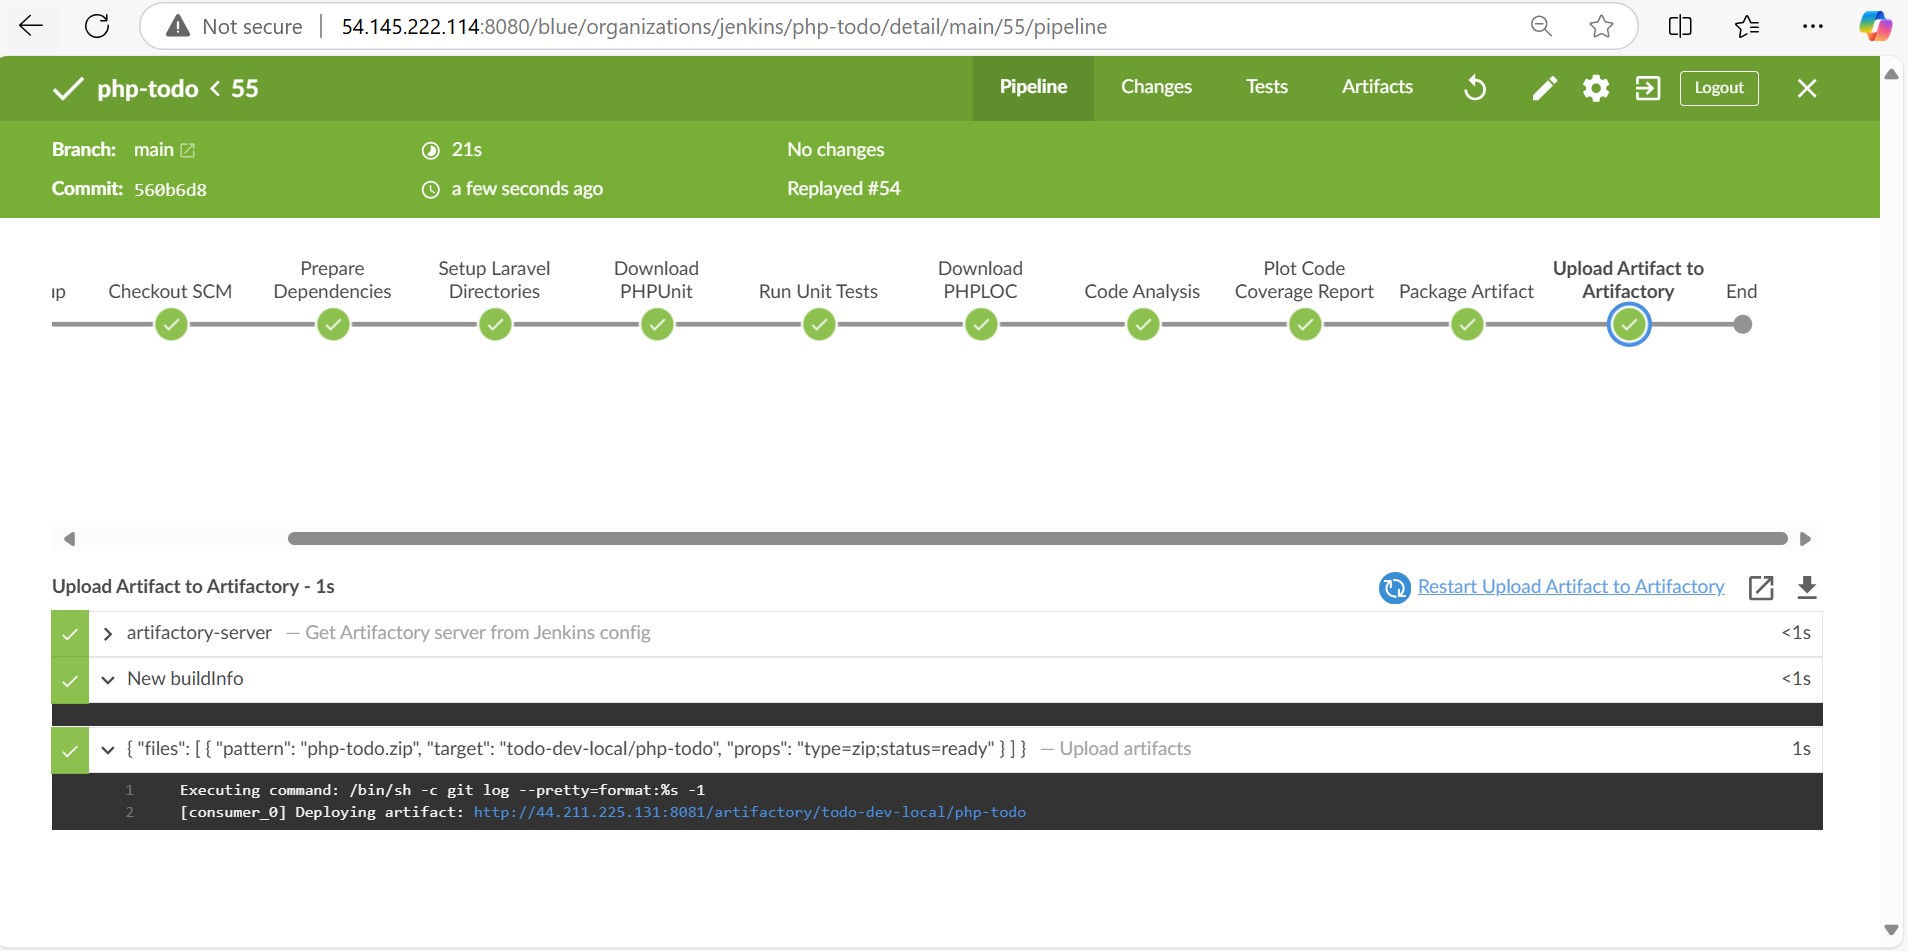 Not secure 54.145.222.114:8080/blue/organizations/jenkins/php-todo/detail/main/55/pipeline
php-todo < 55
Pipeline Changes Tests Artifacts Logout
Branch: main 21s No changes
Commit: 560b6d8 a few seconds ago Replayed #54
Prepare Setup Laravel Download Download Plot Code Upload Artifact to
up Checkout SCM Dependencies Directories PHPUnit Run Unit Tests PHPLOC Code Analysis Coverage Report Package Artifact Artifactory End
Upload Artifact to Artifactory - 1s Restart Upload Artifact to Artifactory
artifactory-server — Get Artifactory server from Jenkins config <1s
New buildInfo <1s
{ "files": [ { "pattern": "php-todo.zip", "target": "todo-dev-local/php-todo", "props": "type=zip;status=ready" } ] } — Upload artifacts 1s
1 Executing command: /bin/sh -c git log --pretty=format:%s -1
2 [consumer_0] Deploying artifact: http://44.211.225.131:8081/artifactory/todo-dev-local/php-todo